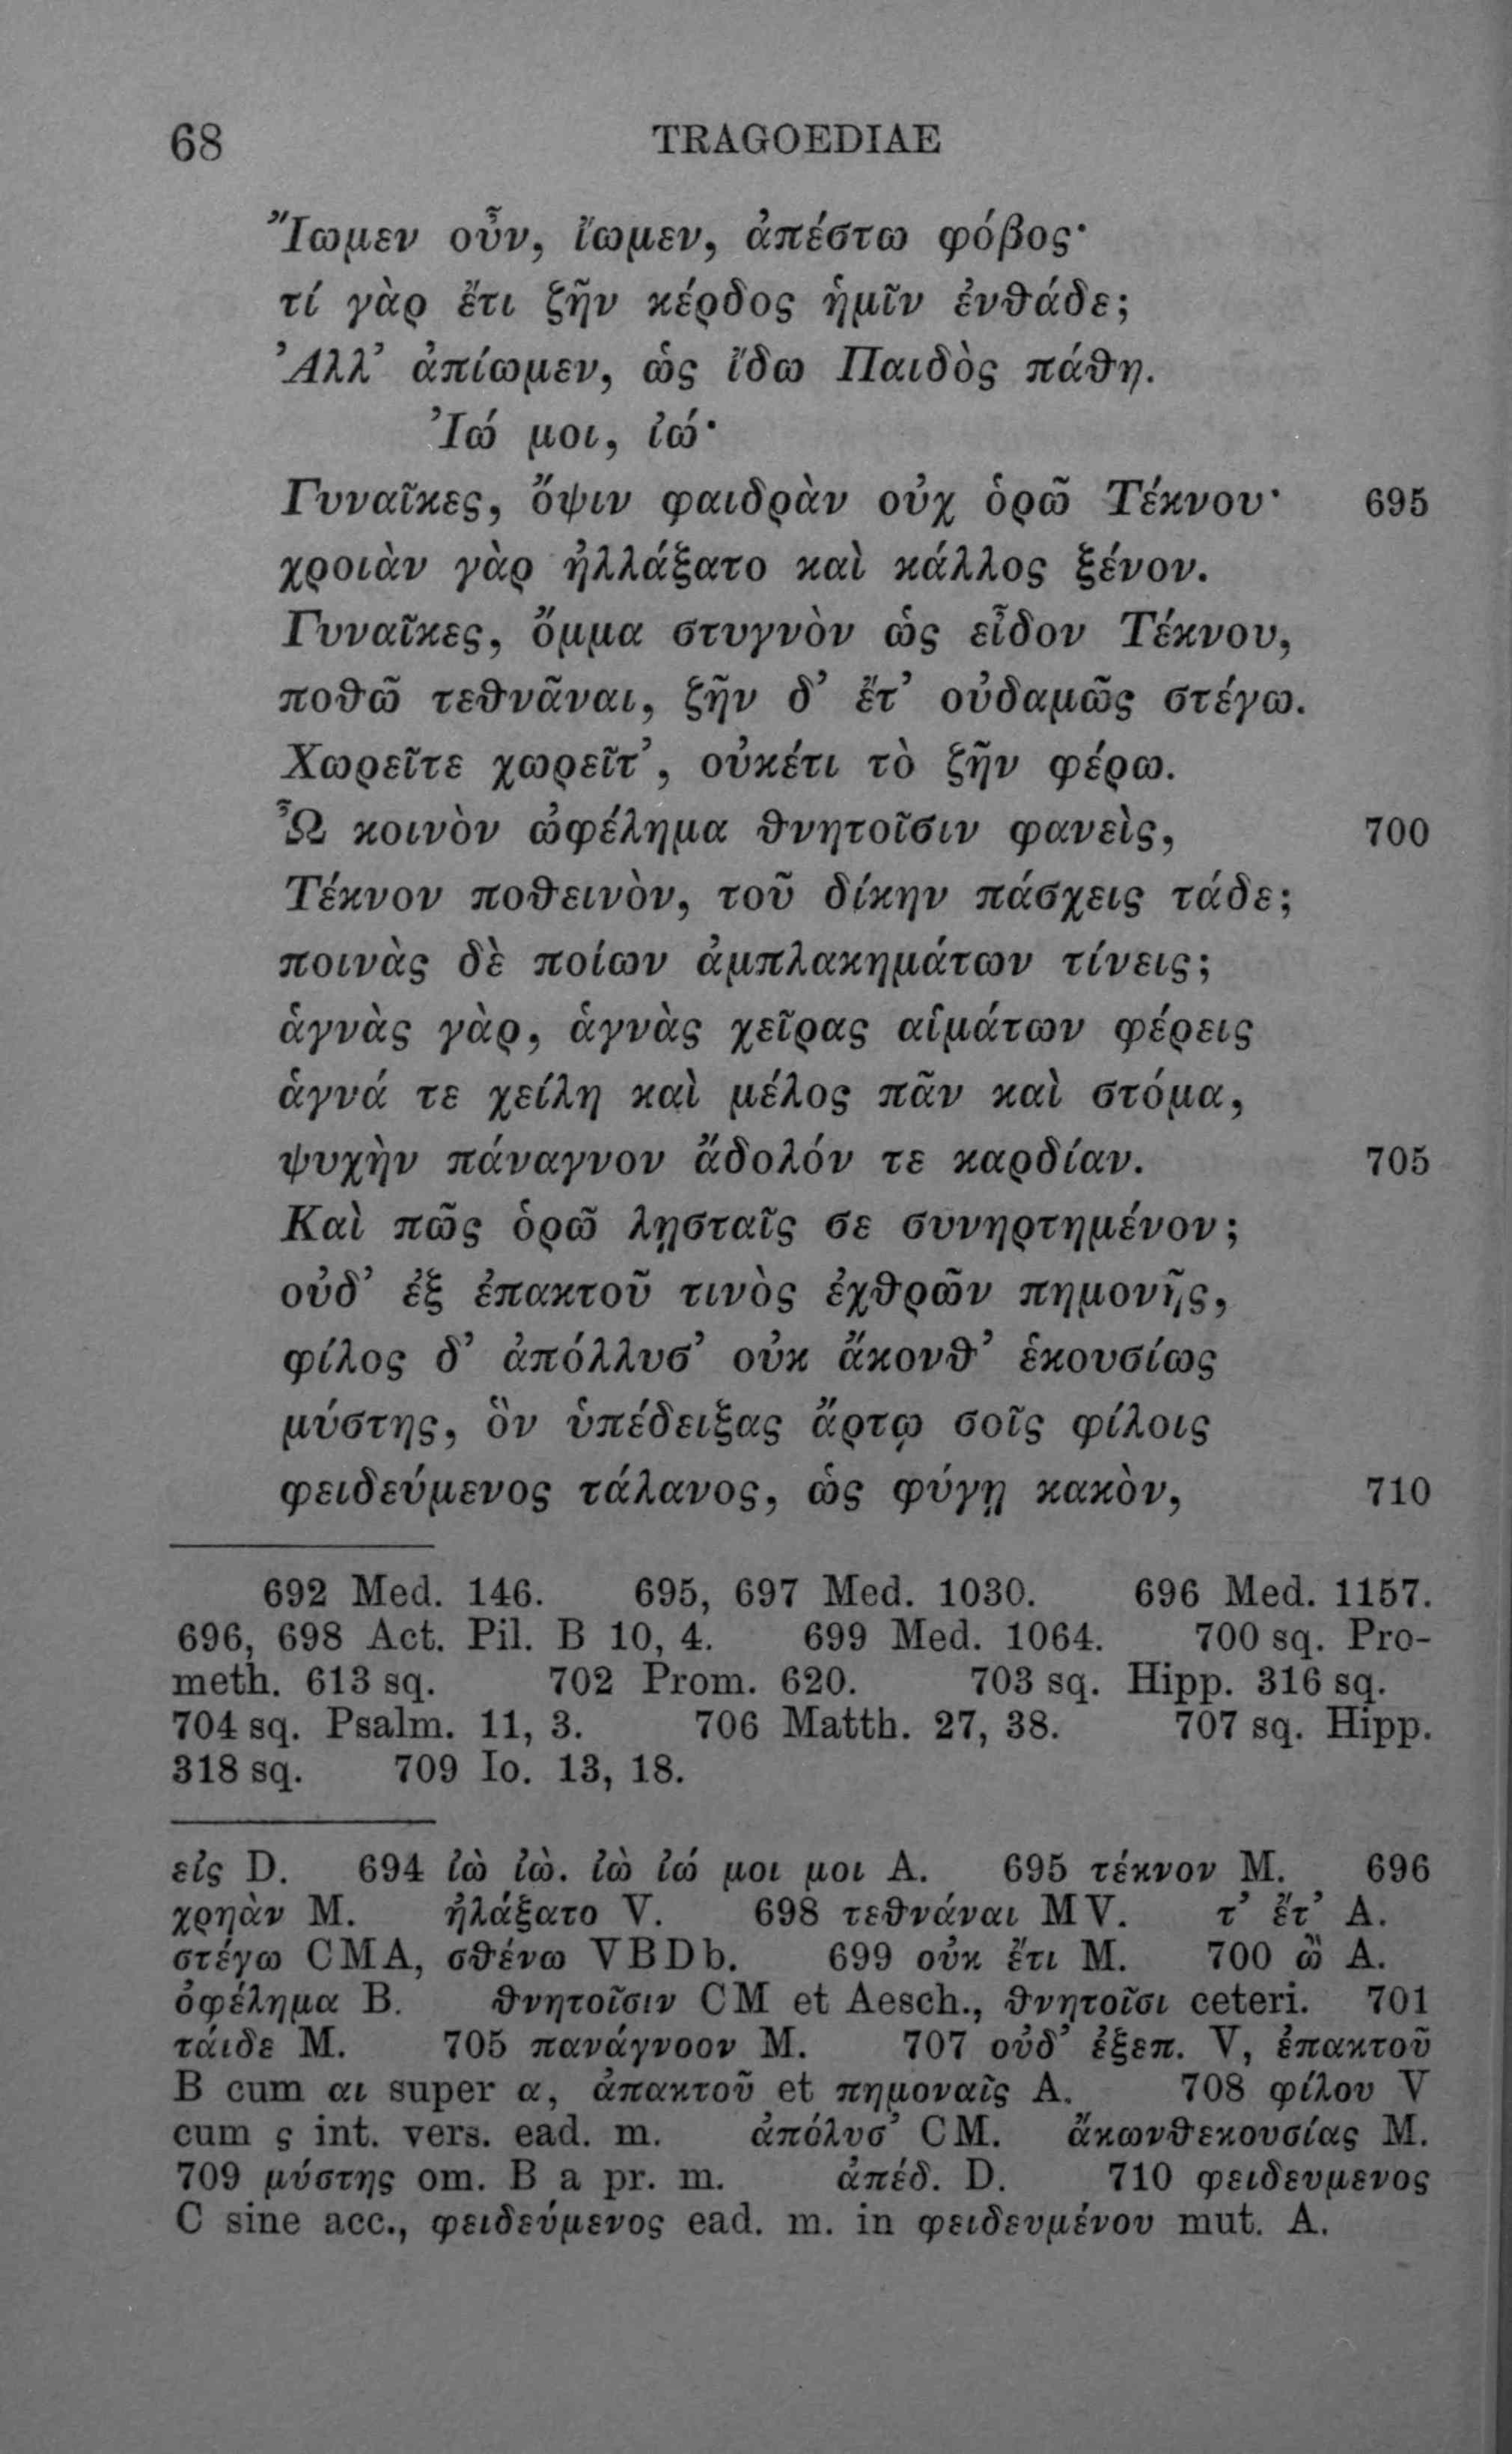 68 TRAGOEDIAE
Ἴωμεν οὖν, ἴωμεν, ἀπέστω φόβος·
τί γὰρ ἔτι ζῆν κέρδος ἡμῖν ἐνθάδε;
Ἀλλ’ ἀπίωμεν, ὡς ἴδω Παιδὸς πάθη.
Ἰώ μοι, ἰώ·
Γυναῖκες, ὄψιν φαιδρὰν οὐχ ὁρῶ Τέκνου· 695
χροιὰν γὰρ ἠλλάξατο καὶ κάλλος ξένον.
Γυναῖκες, ὄμμα στυγνὸν ὡς εἶδον Τέκνου,
ποθῶ τεθνᾶναι, ζῆν δ’ ἔτ’ οὐδαμῶς στέγω.
Χωρεῖτε χωρεῖτ’, οὐκέτι τὸ ζῆν φέρω.
Ὦ κοινὸν ὠφέλημα θνητοῖσιν φανεὶς, 700
Τέκνον ποθεινὸν, τοῦ δίκην πάσχεις τάδε;
ποινὰς δὲ ποίων ἀμπλακημάτων τίνεις;
ἁγνὰς γὰρ, ἁγνὰς χεῖρας αἱμάτων φέρεις
ἁγνά τε χείλη καὶ μέλος πᾶν καὶ στόμα,
ψυχὴν πάναγνον ἄδολόν τε καρδίαν. 705
Καὶ πῶς ὁρῶ λῃσταῖς σε συνηρτημένον;
οὐδ’ ἐξ ἐπακτοῦ τινὸς ἐχθρῶν πημονῆς,
φίλος δ’ ἀπόλλυσ’ οὐκ ἄκονθ’ ἑκουσίως
μύστης, ὃν ὑπέδειξας ἄρτῳ σοῖς φίλοις
φειδεύμενος τάλανος, ὡς φύγῃ κακὸν, 710
692 Med. 146. 695, 697 Med. 1030. 696 Med. 1157.
696, 698 Act. Pil. B 10, 4. 699 Med. 1064. 700 sq. Pro-
meth. 613 sq. 702 Prom. 620. 703 sq. Hipp. 316 sq.
704 sq. Psalm. 11, 3. 706 Matth. 27, 38. 707 sq. Hipp.
318 sq. 709 Io. 13, 18.
εἰς D. 694 ἰὼ ἰὼ. ἰὼ ἰώ μοι μοι A. 695 τέκνον M. 696
χρηὰν M. ἠλάξατο V. 698 τεθνάναι MV. τ’ ἔτ’ A.
στέγω CMA, σθένω VBDb. 699 οὐκ ἔτι M. 700 ὢ A.
ὀφέλημα B. θνητοῖσιν CM et Aesch., θνητοῖσι ceteri. 701
τάιδε M. 705 πανάγνοον M. 707 οὐδ’ ἐξεπ. V, ἐπακτοῦ
B cum αι super α, ἀπακτοῦ et πημοναῖς A. 708 φίλου V
cum ς int. vers. ead. m. ἀπόλυσ’ CM. ἄκωνθεκουσίας M.
709 μύστης om. B a pr. m. ἀπέδ. D. 710 φειδευμενος
C sine acc., φειδεύμενος ead. m. in φειδευμένου mut. A.